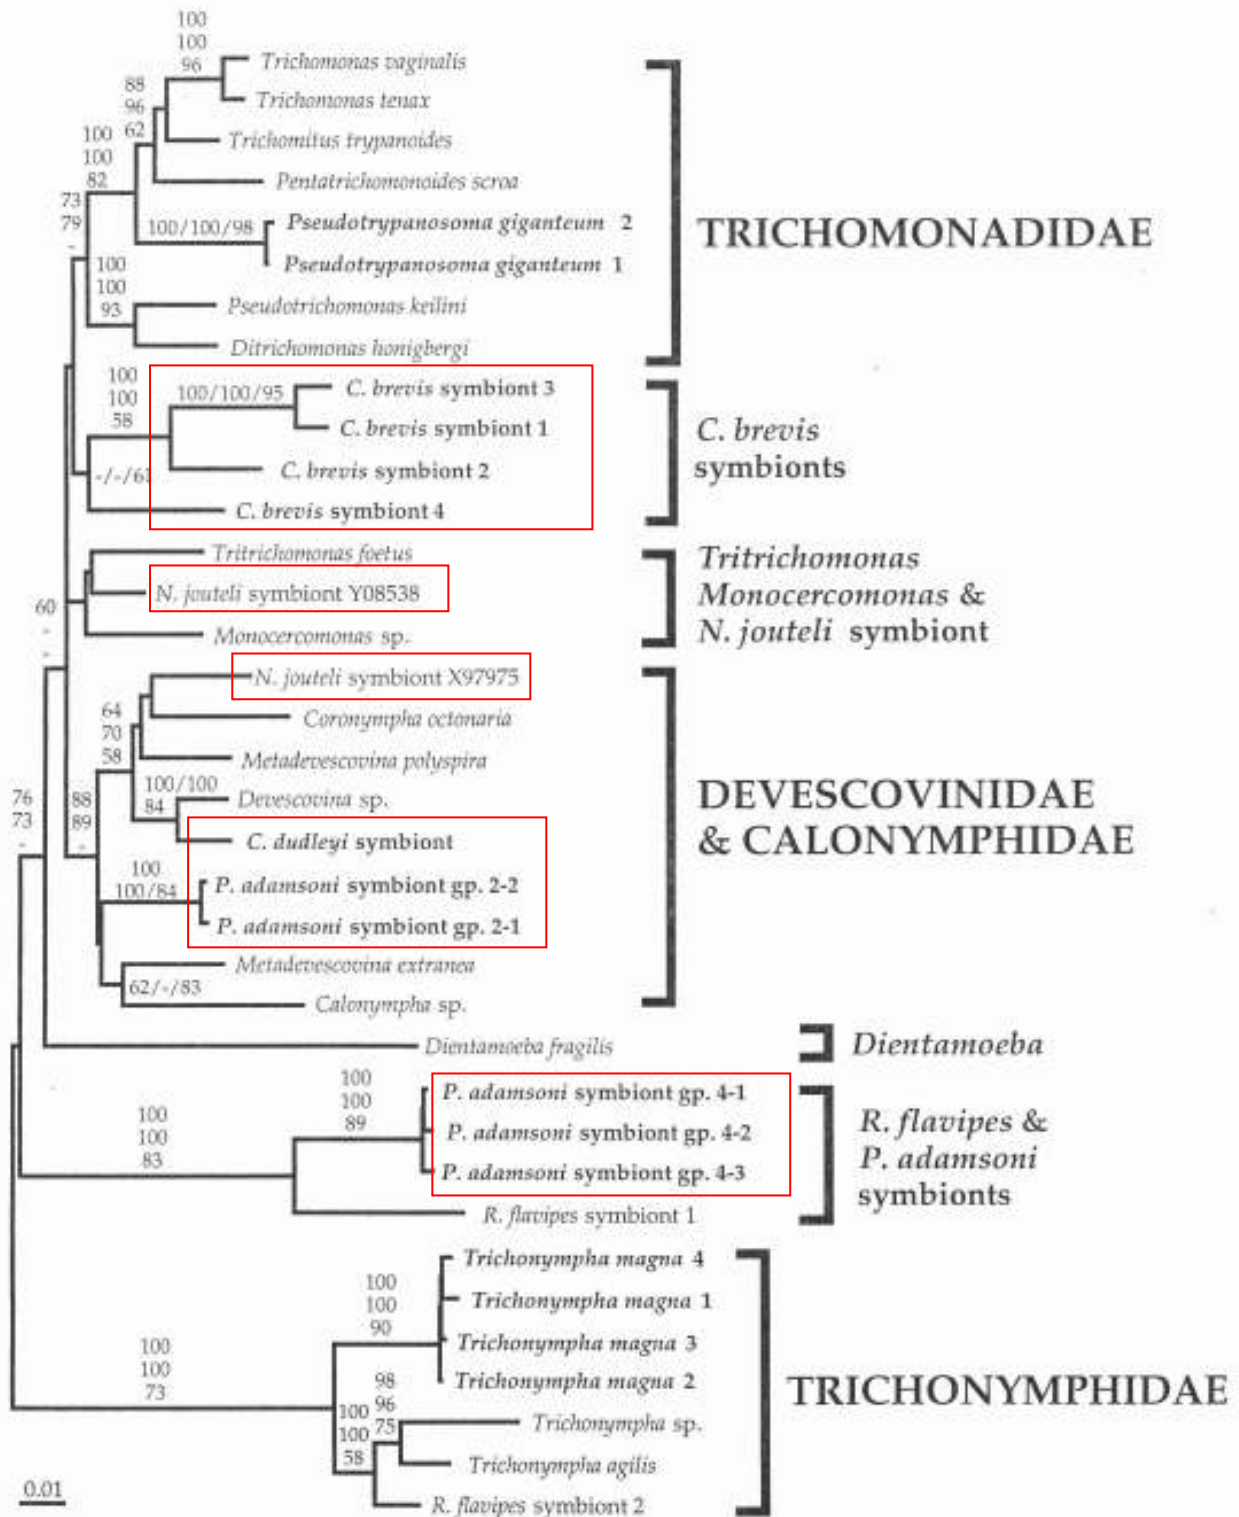 100
100
96
Trichomonas vaginalis
88
96
62
Trichomonas tenax
100
100
82
Trichomitus trypanoides
73
79
-
Pentatrichomonoides scroa
100/100/98
Pseudotrypanosoma giganteum 2
TRICHOMONADIDAE
100
100
93
Pseudotrypanosoma giganteum 1
Pseudotrichomonas keilini
Ditrichomonas honigbergi
100
100
58
100/100/95
C. brevis symbiont 3
C. brevis symbiont 1
C. brevis
symbionts
-/-/61
C. brevis symbiont 2
C. brevis symbiont 4
Tritrichomonas foetus
Tritrichomonas
Monocercomonas &
N. jouteli symbiont
N. jouteli symbiont Y08538
60
-
-
Monocercomonas sp.
N. jouteli symbiont X97975
64
70
58
Coronympha octonaria
Metadevescovina polyspira
100/100
84
Devescovina sp.
DEVESCOVINIDAE
& CALONYMPHIDAE
76
73
-
88
89
-
C. dudleyi symbiont
100
100/84
P. adamsoni symbiont gp. 2-2
P. adamsoni symbiont gp. 2-1
Metadevescovina extranea
62/-/83
Calonympha sp.
Dientamoeba fragilis
Dientamoeba
100
100
89
P. adamsoni symbiont gp. 4-1
100
100
83
P. adamsoni symbiont gp. 4-2
R. flavipes &
P. adamsoni
symbionts
P. adamsoni symbiont gp. 4-3
R. flavipes symbiont 1
Trichonympha magna 4
100
100
90
Trichonympha magna 1
Trichonympha magna 3
100
100
73
Trichonympha magna 2
TRICHONYMPHIDAE
98
96
75
100
100
58
Trichonympha sp.
Trichonympha agilis
R. flavipes symbiont 2
0.01